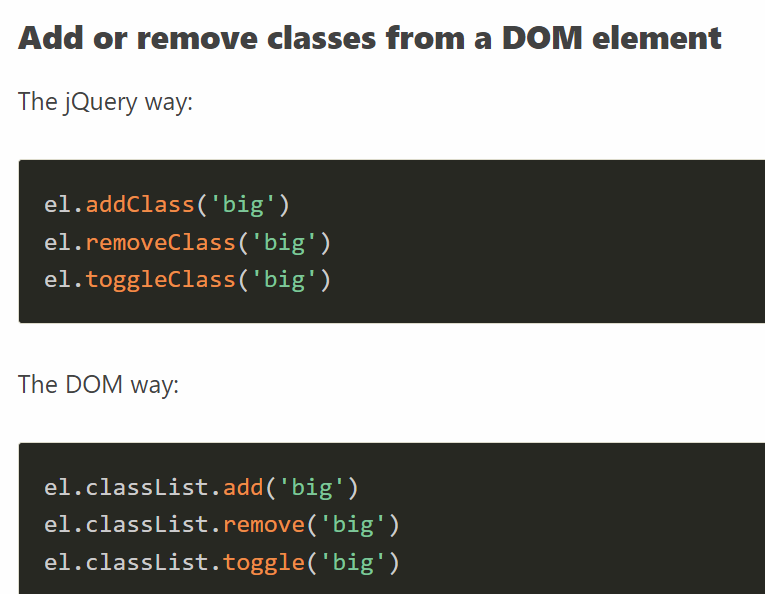 Add or remove classes from a DOM element
The jQuery way:
el.addClass('big')
el.removeClass('big')
el.toggleClass('big')
The DOM way:
el.classList.add('big')
el.classList.remove('big')
el.classList.toggle('big')